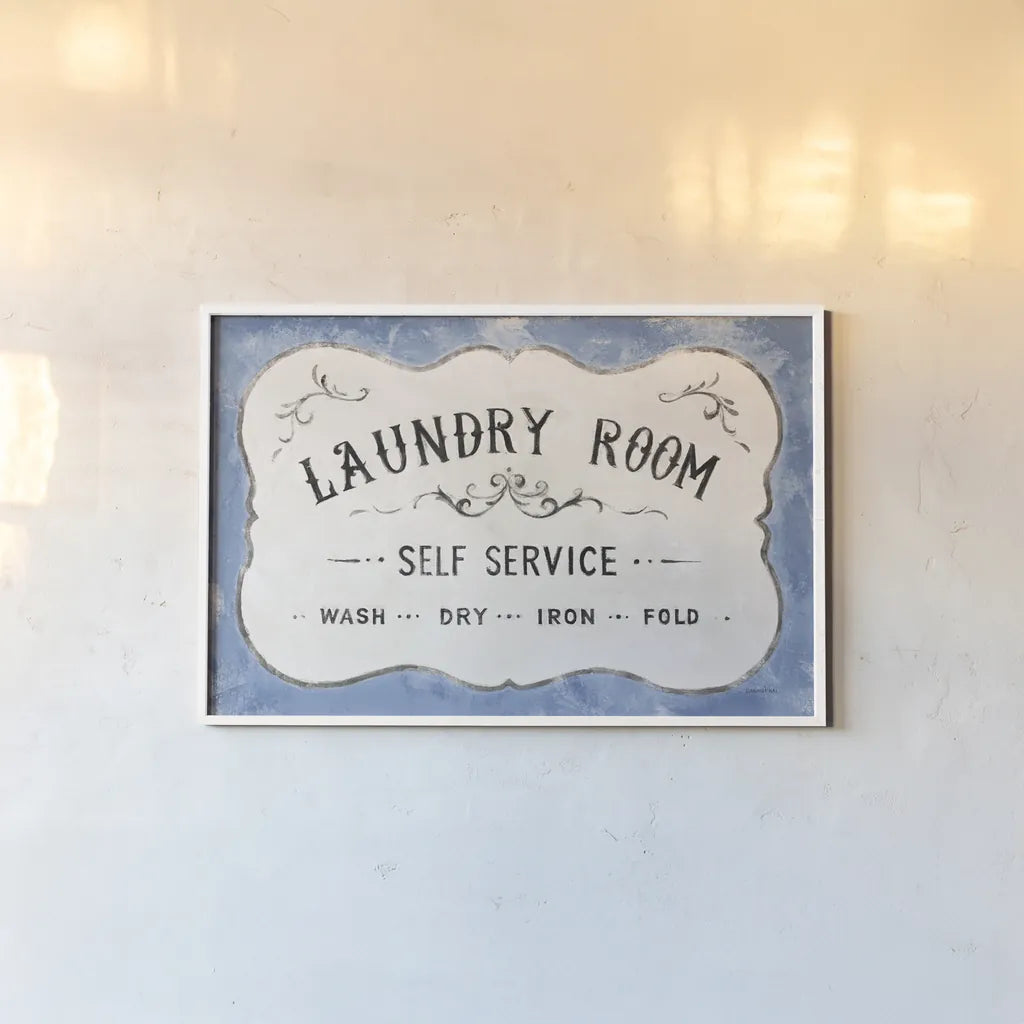 LAUNDRY ROOM
SELF SERVICE
WASH ··· DRY ··· IRON ··· FOLD